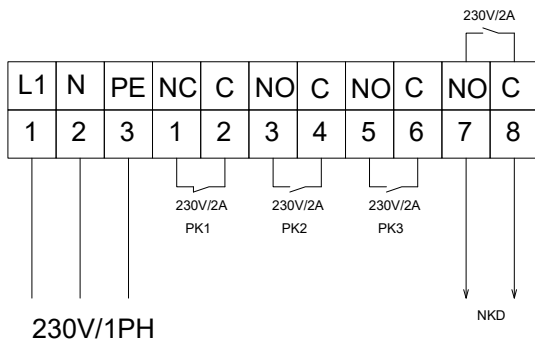 230V/2A
L1 N PE NC C NO C NO C NO C
1 2 3 1 2 3 4 5 6 7 8
230V/2A 230V/2A 230V/2A
PK1 PK2 PK3
NKD
230V/1PH